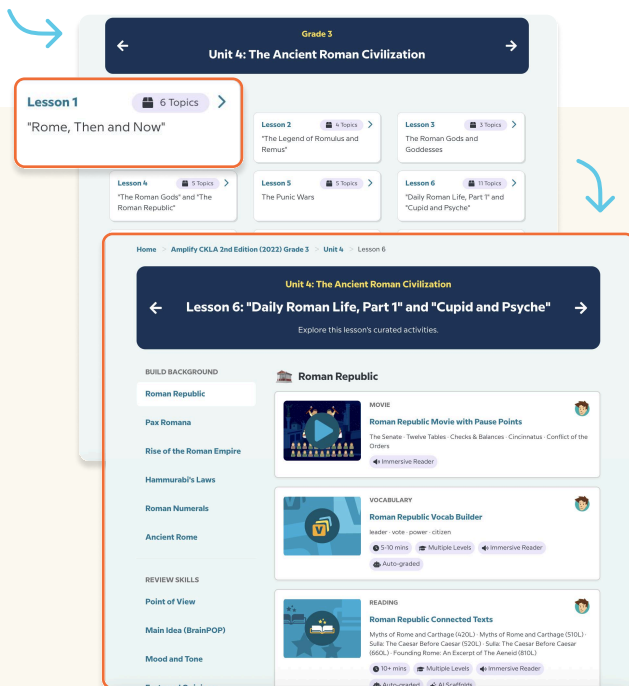 Grade 3
Unit 4: The Ancient Roman Civilization
Lesson 1
6 Topics
"Rome, Then and Now"
Lesson 2
4 Topics
"The Legend of Romulus and
Remus"
Lesson 3
3 Topics
The Roman Gods and
Goddesses
Lesson 4
5 Topics
"The Roman Gods" and "The
Roman Republic"
Lesson 5
5 Topics
The Punic Wars
Lesson 6
11 Topics
"Daily Roman Life, Part 1" and
"Cupid and Psyche"
Home > Amplify CKLA 2nd Edition (2022) Grade 3 > Unit 4 > Lesson 6
Unit 4: The Ancient Roman Civilization
Lesson 6: "Daily Roman Life, Part 1" and "Cupid and Psyche"
Explore this lesson's curated activities.
BUILD BACKGROUND
Roman Republic
Pax Romana
Rise of the Roman Empire
Hammurabi's Laws
Roman Numerals
Ancient Rome
REVIEW SKILLS
Point of View
Main Idea (BrainPOP)
Mood and Tone
Roman Republic
MOVIE
Roman Republic Movie with Pause Points
The Senate · Twelve Tables · Checks & Balances · Cincinnatus · Conflict of the
Orders
Immersive Reader
VOCABULARY
Roman Republic Vocab Builder
leader · vote · power · citizen
5-10 mins Multiple Levels Immersive Reader
Auto-graded
V
READING
Roman Republic Connected Texts
Myths of Rome and Carthage (420L) · Myths of Rome and Carthage (510L) ·
Sulla: The Caesar Before Caesar (520L) · Sulla: The Caesar Before Caesar
(660L) · Founding Rome: An Excerpt of The Aeneid (810L)
10+ mins Multiple Levels Immersive Reader
Auto-graded AI Scaffolds